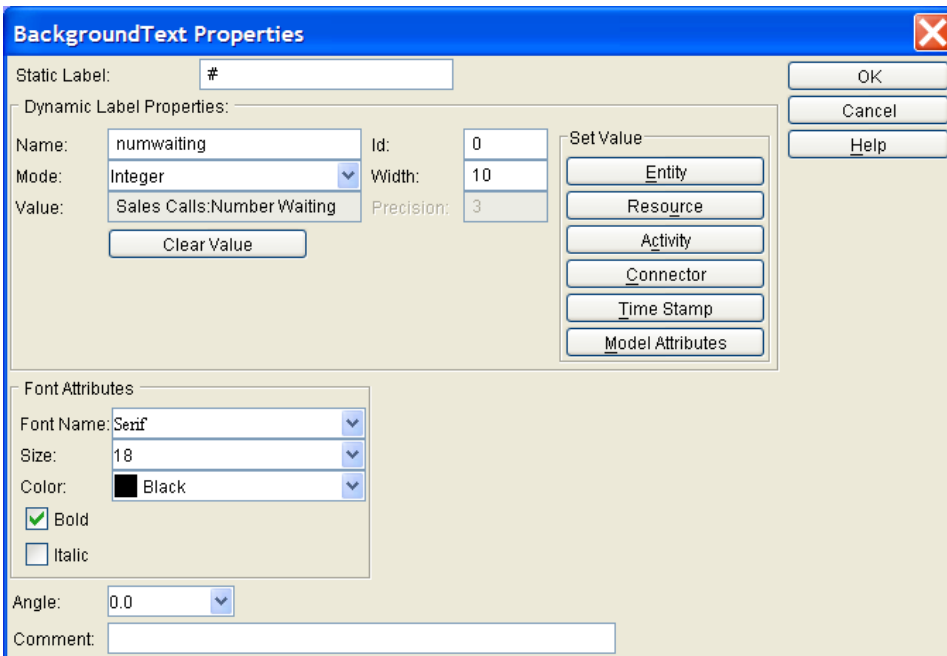 BackgroundText Properties
Static Label: #
OK
Dynamic Label Properties:
Cancel
Name: numwaiting Id: 0 Set Value
Help
Mode: Integer Width: 10 Entity
Value: Sales Calls:Number Waiting Precision: 3 Resource
Clear Value Activity
Connector
Time Stamp
Model Attributes
Font Attributes
Font Name: Serif
Size: 18
Color: Black
Bold
Italic
Angle: 0.0
Comment: